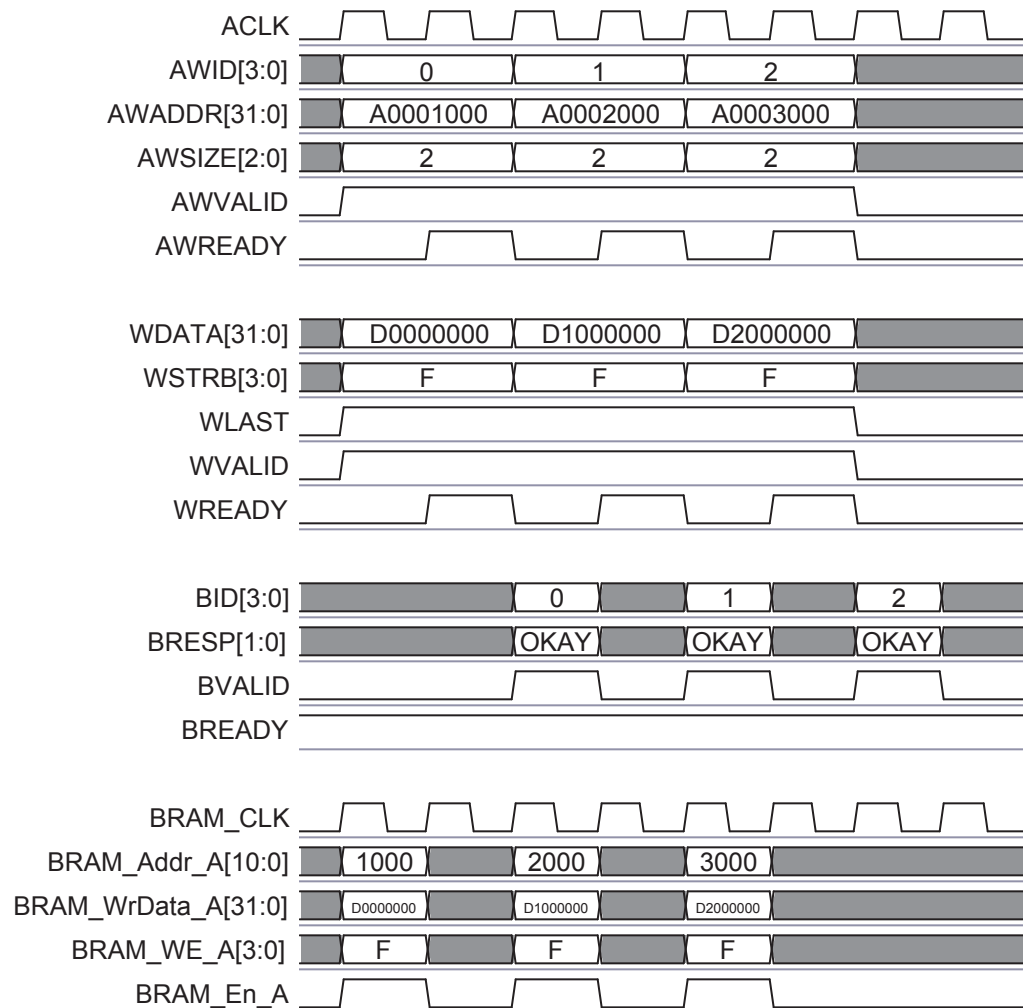 ACLK
AWID[3:0] 0 1 2
AWADDR[31:0] A0001000 A0002000 A0003000
AWSIZE[2:0] 2 2 2
AWVALID
AWREADY
WDATA[31:0] D0000000 D1000000 D2000000
WSTRB[3:0] F F F
WLAST
WVALID
WREADY
BID[3:0] 0 1 2
BRESP[1:0] OKAY OKAY OKAY
BVALID
BREADY
BRAM_CLK
BRAM_Addr_A[10:0] 1000 2000 3000
BRAM_WrData_A[31:0] D0000000 D1000000 D2000000
BRAM_WE_A[3:0] F F F
BRAM_En_A